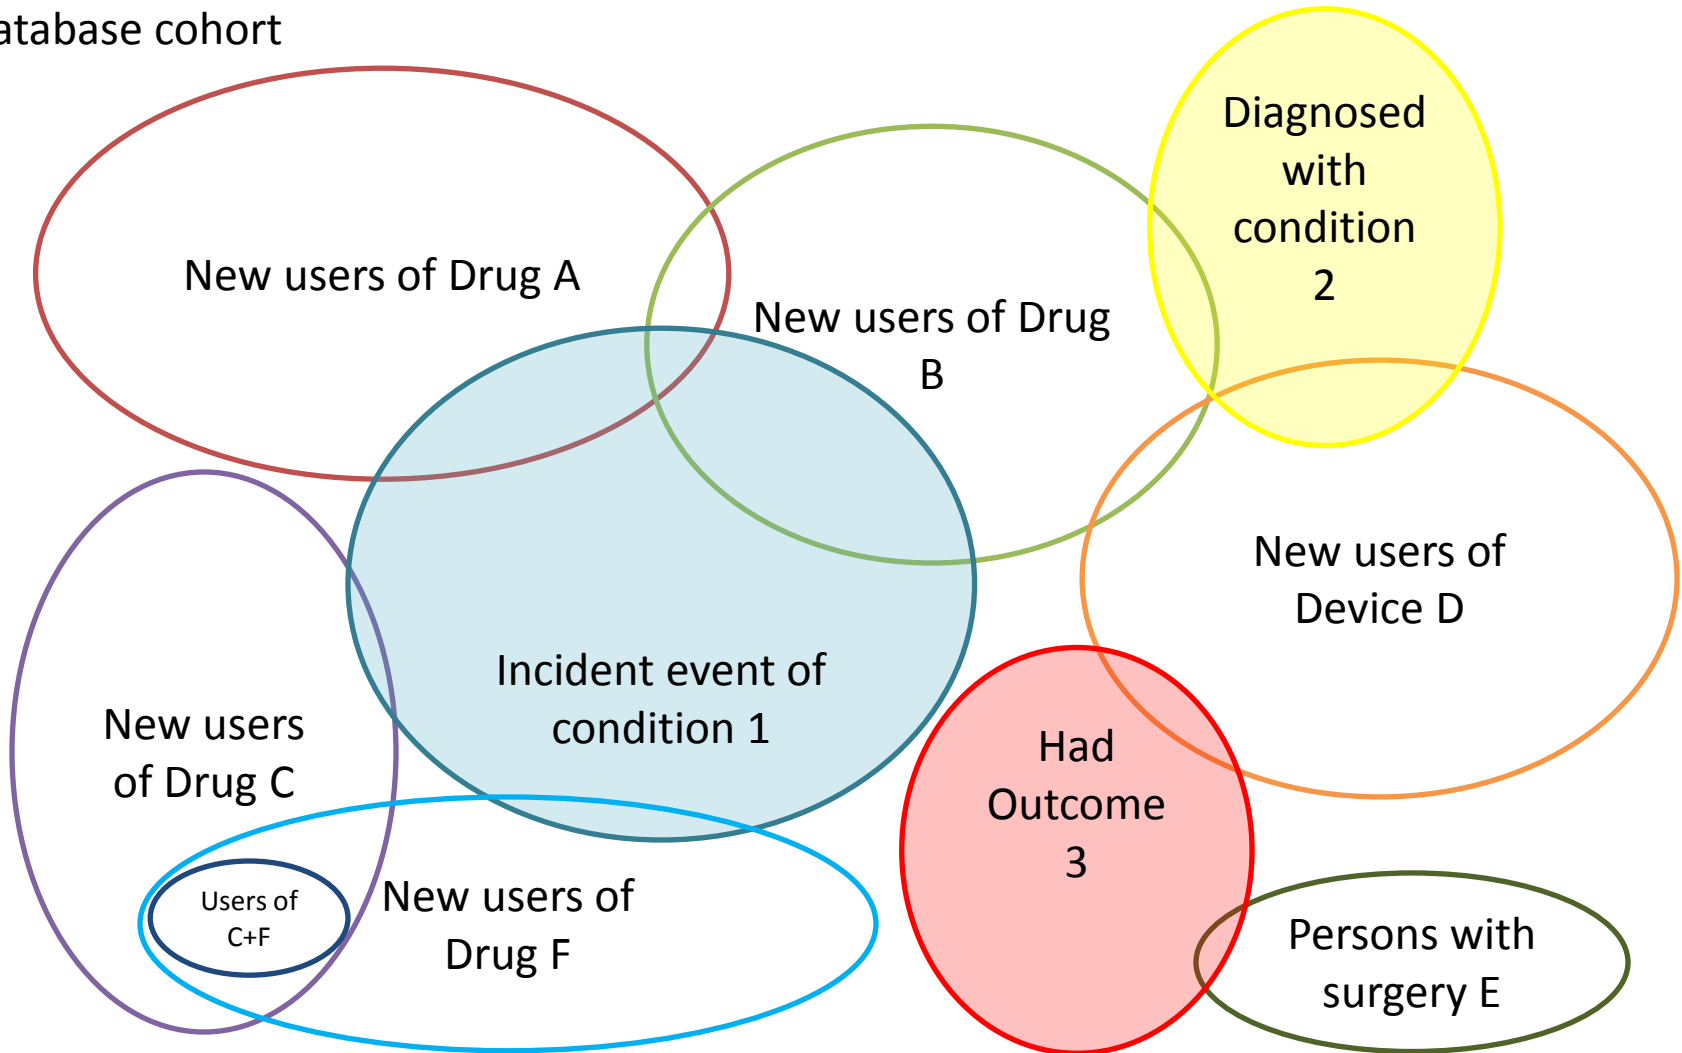 atabase cohort
Diagnosed
with
condition
2
New users of Drug A
New users of Drug
B
New users of
Device D
Incident event of
condition 1
New users
of Drug C
Had
Outcome
3
Users of
C+F
New users of
Drug F
Persons with
surgery E